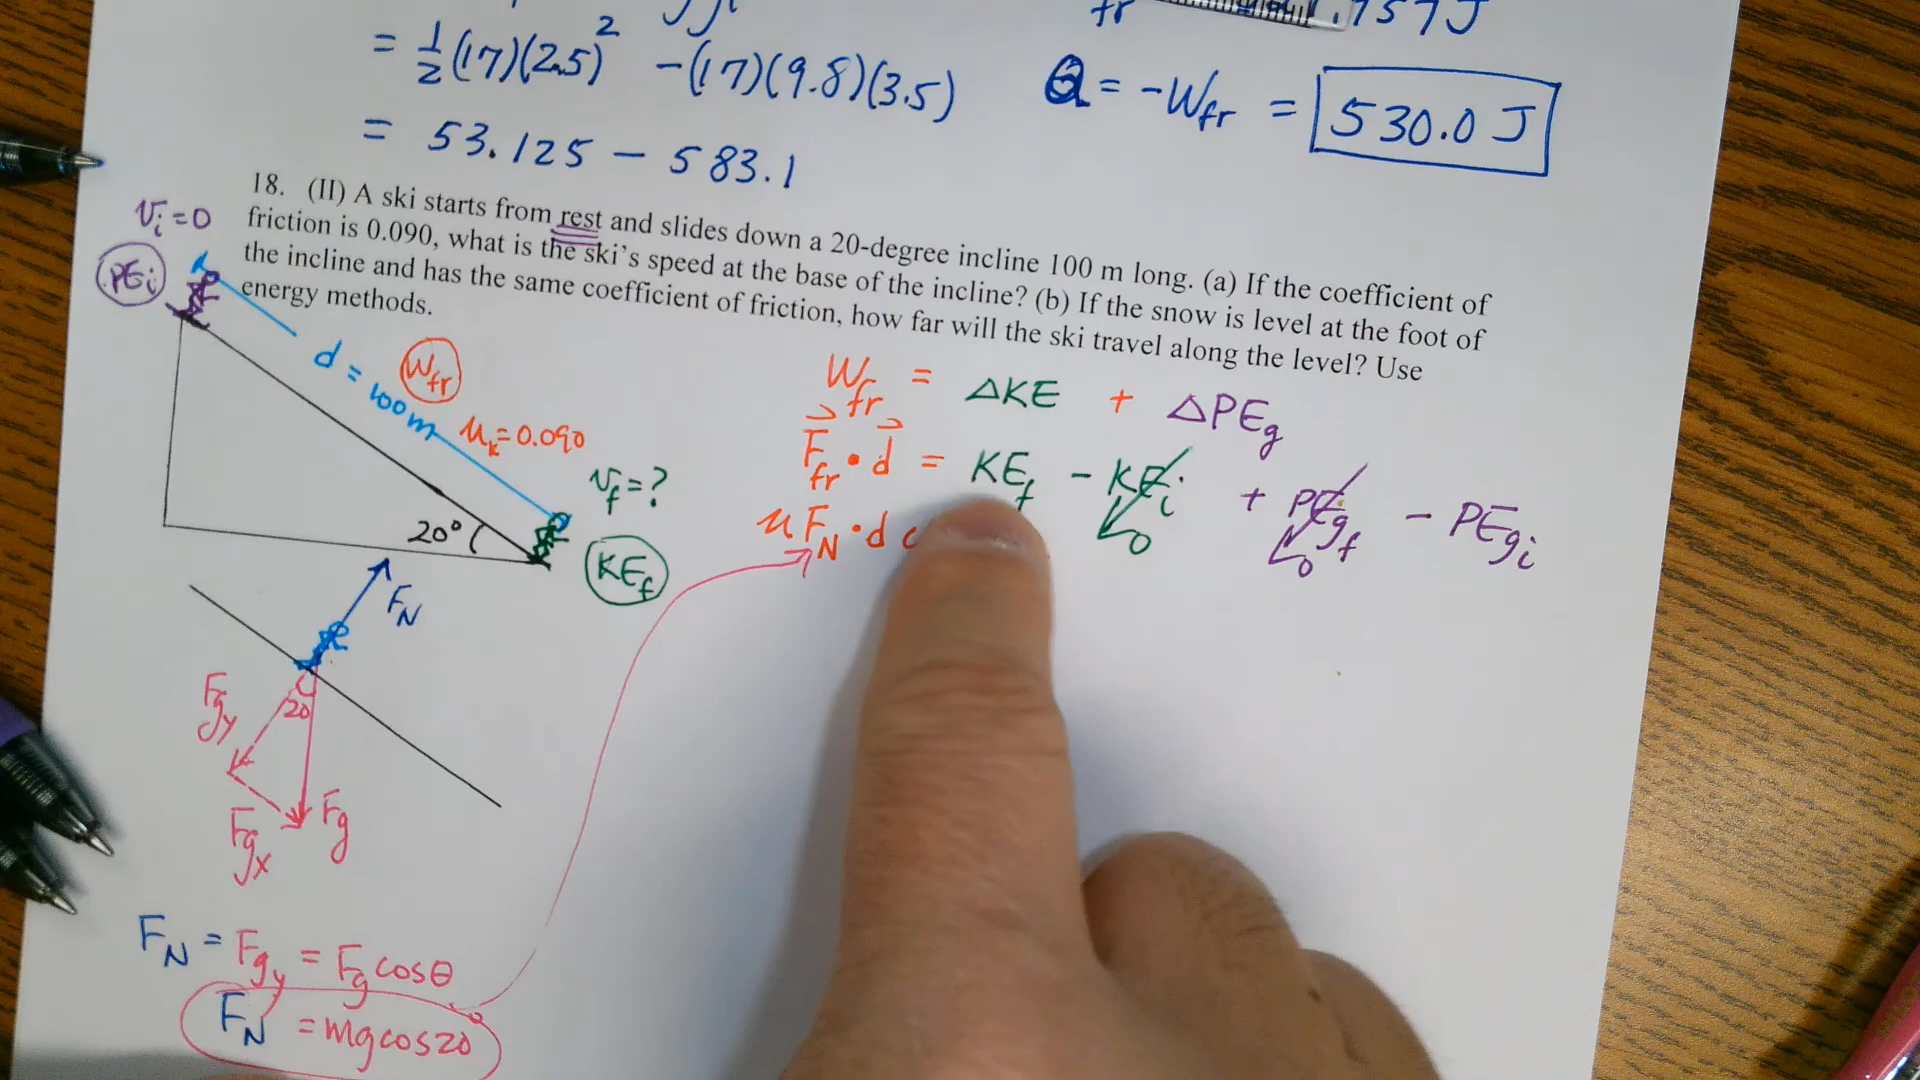 = 1/2 (17)(2.5)² - (17)(9.8)(3.5)
= 53.125 - 583.1
fr .757J
Q = -Wfr = 530.0 J
18. (II) A ski starts from rest and slides down a 20-degree incline 100 m long. (a) If the coefficient of
friction is 0.090, what is the ski's speed at the base of the incline? (b) If the snow is level at the foot of
the incline and has the same coefficient of friction, how far will the ski travel along the level? Use
energy methods.
vi = 0
PEi
d = 100m
Wfr
μk = 0.090
vf = ?
20°
KEf
Wfr = ΔKE + ΔPEg
Ffr • d = KEf - KEi + PEgf - PEgi
0 0
μFN • d c
FN
20
Fgy
Fgx
Fg
FN = Fgy = Fg cosθ
FN = mgcos20